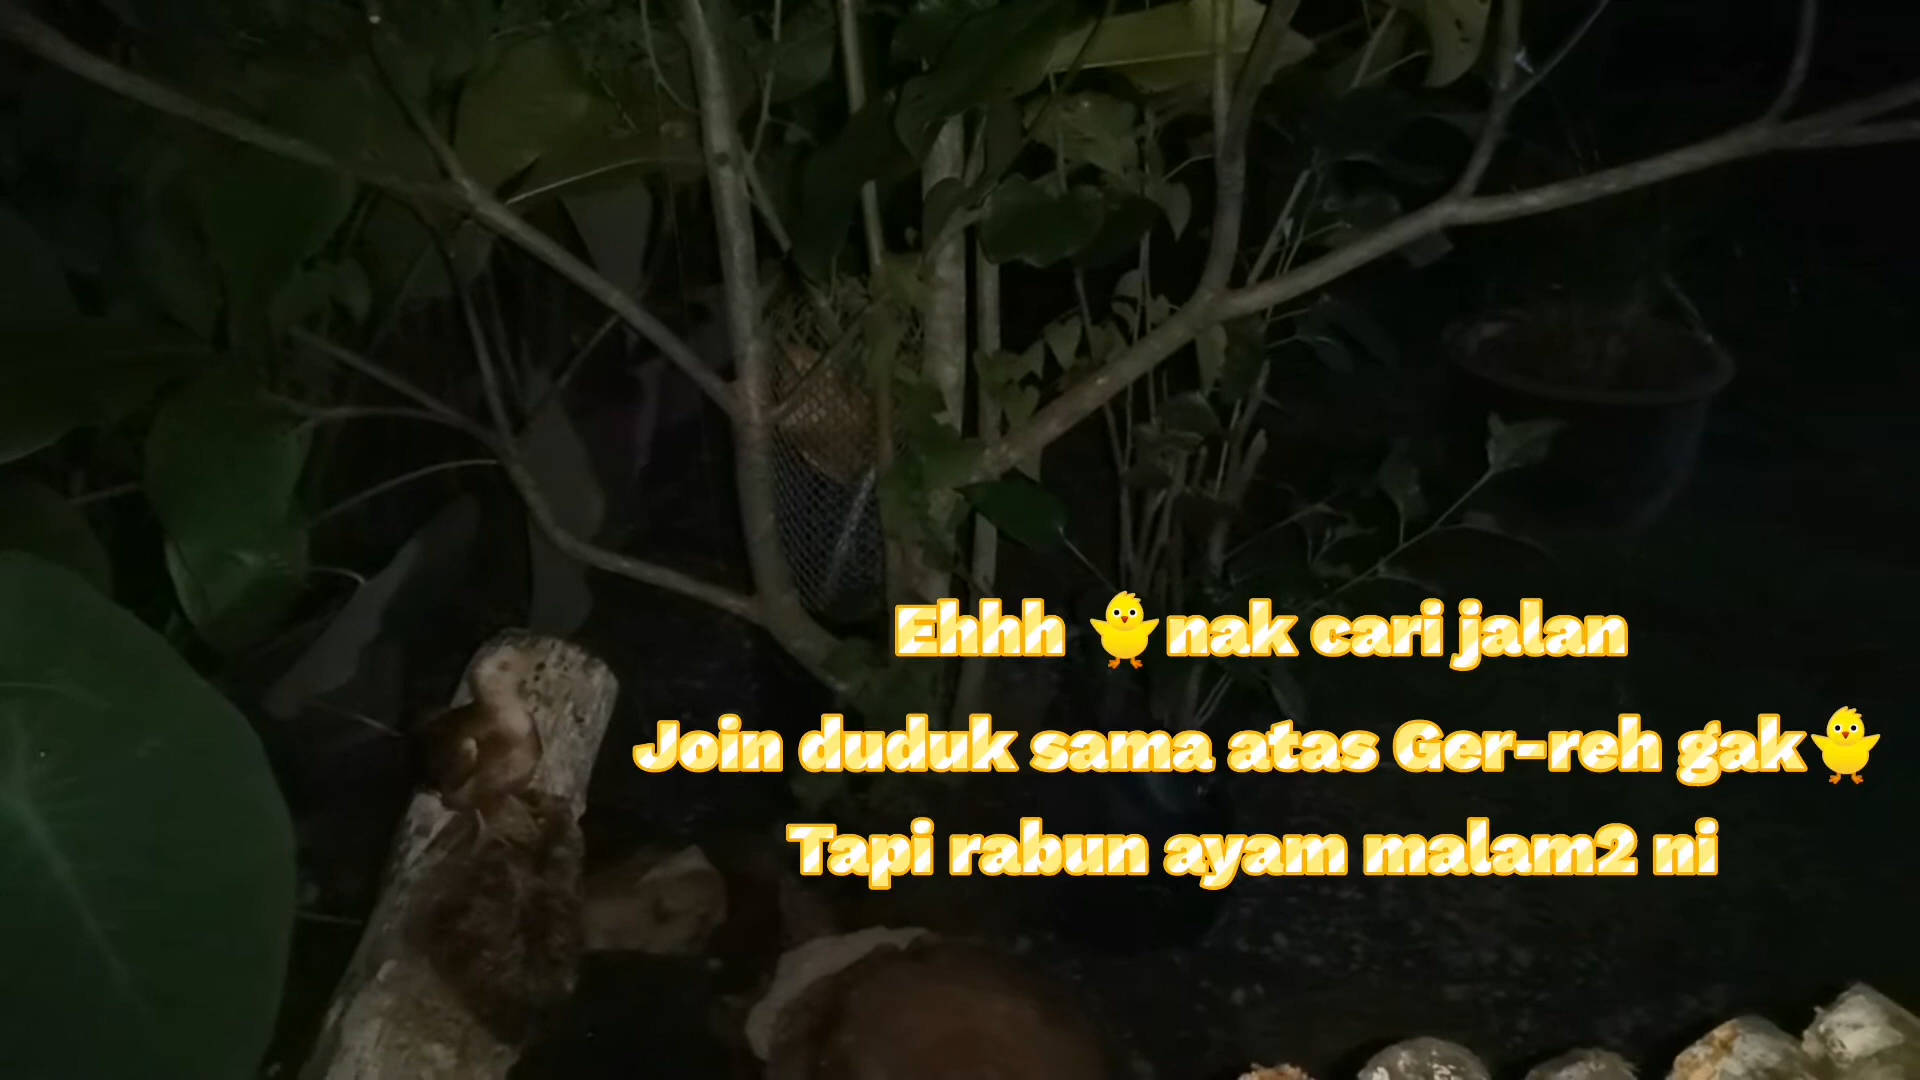 Ehhh 🐥nak cari jalan
Join duduk sama atas Ger-reh gak🐥
Tapi rabun ayam malam2 ni